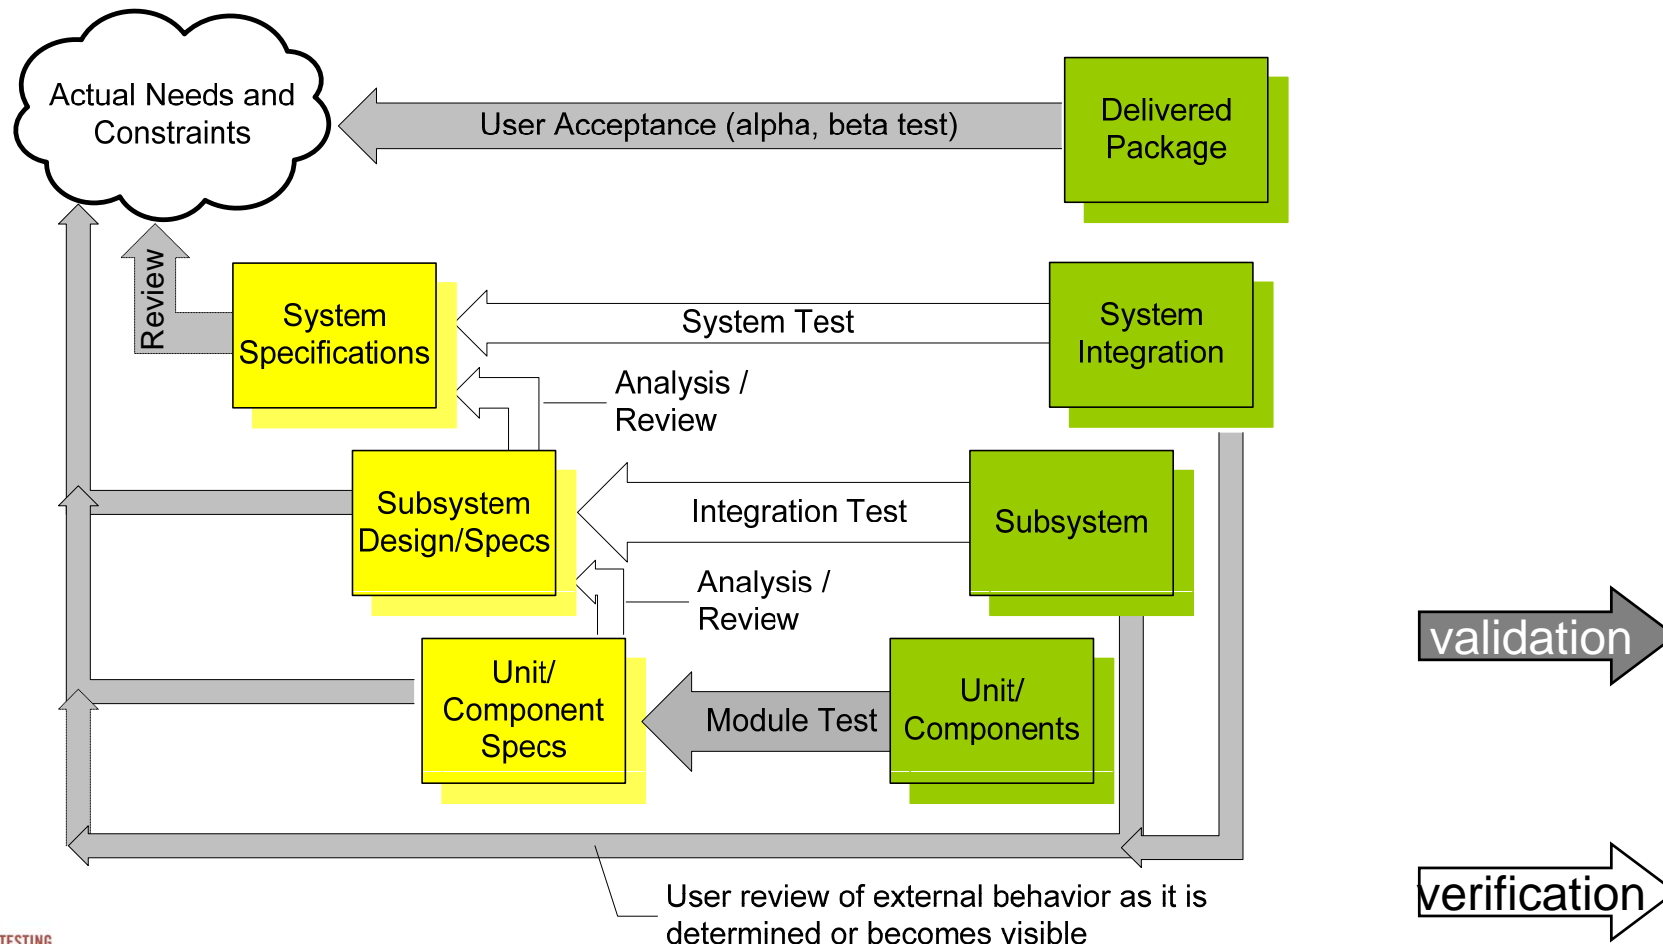 Actual Needs and
Constraints
User Acceptance (alpha, beta test)
Delivered
Package
Review
System
Specifications
System Test
System
Integration
Analysis /
Review
Subsystem
Design/Specs
Integration Test
Subsystem
Analysis /
Review
validation
Unit/
Component
Specs
Module Test
Unit/
Components
verification
User review of external behavior as it is
determined or becomes visible
TESTING